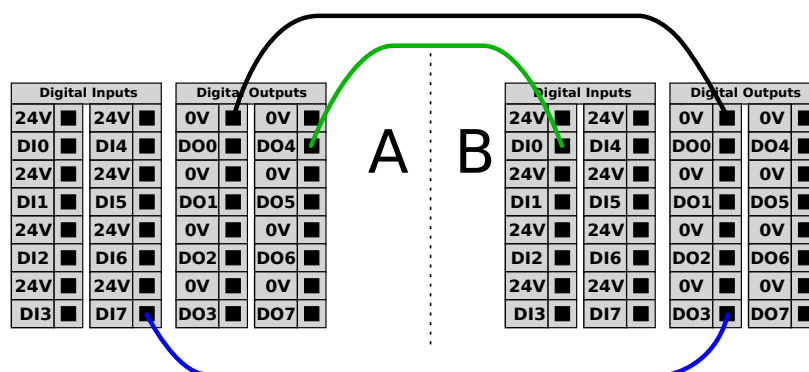 Digital Inputs Digital Outputs Digital Inputs Digital Outputs
24V 24V 0V 0V 24V 24V 0V 0V
DI0 DI4 DO0 DO4 A B DI0 DI4 DO0 DO4
24V 24V 0V 0V 24V 24V 0V 0V
DI1 DI5 DO1 DO5 DI1 DI5 DO1 DO5
24V 24V 0V 0V 24V 24V 0V 0V
DI2 DI6 DO2 DO6 DI2 DI6 DO2 DO6
24V 24V 0V 0V 24V 24V 0V 0V
DI3 DI7 DO3 DO7 DI3 DI7 DO3 DO7